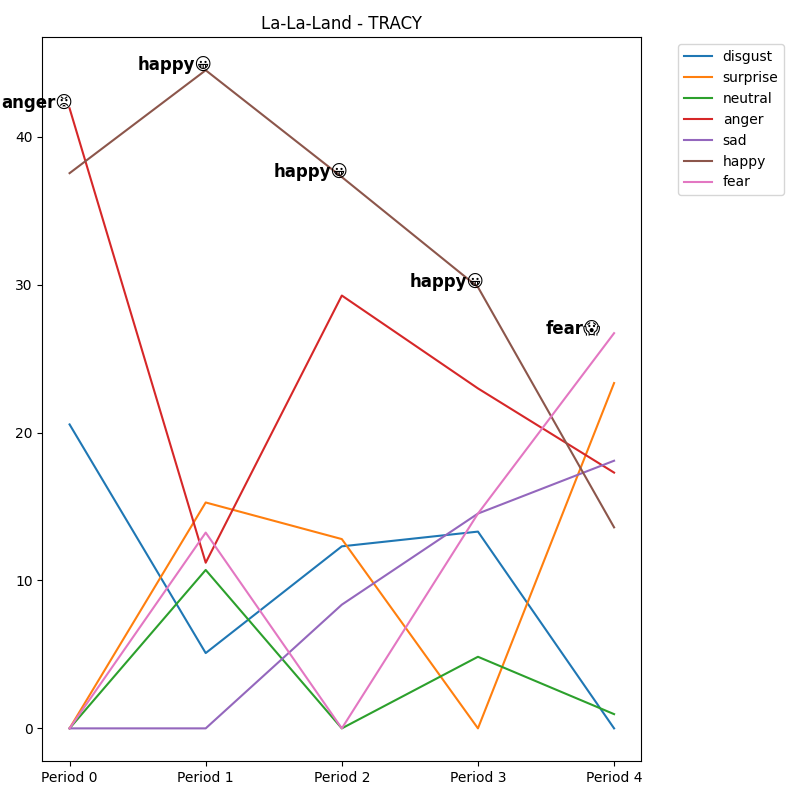 La-La-Land - TRACY
disgust
surprise
neutral
anger
sad
happy
fear
happy😀
anger😡
happy😀
happy😀
fear😱
40
30
20
10
0
Period 0 Period 1 Period 2 Period 3 Period 4